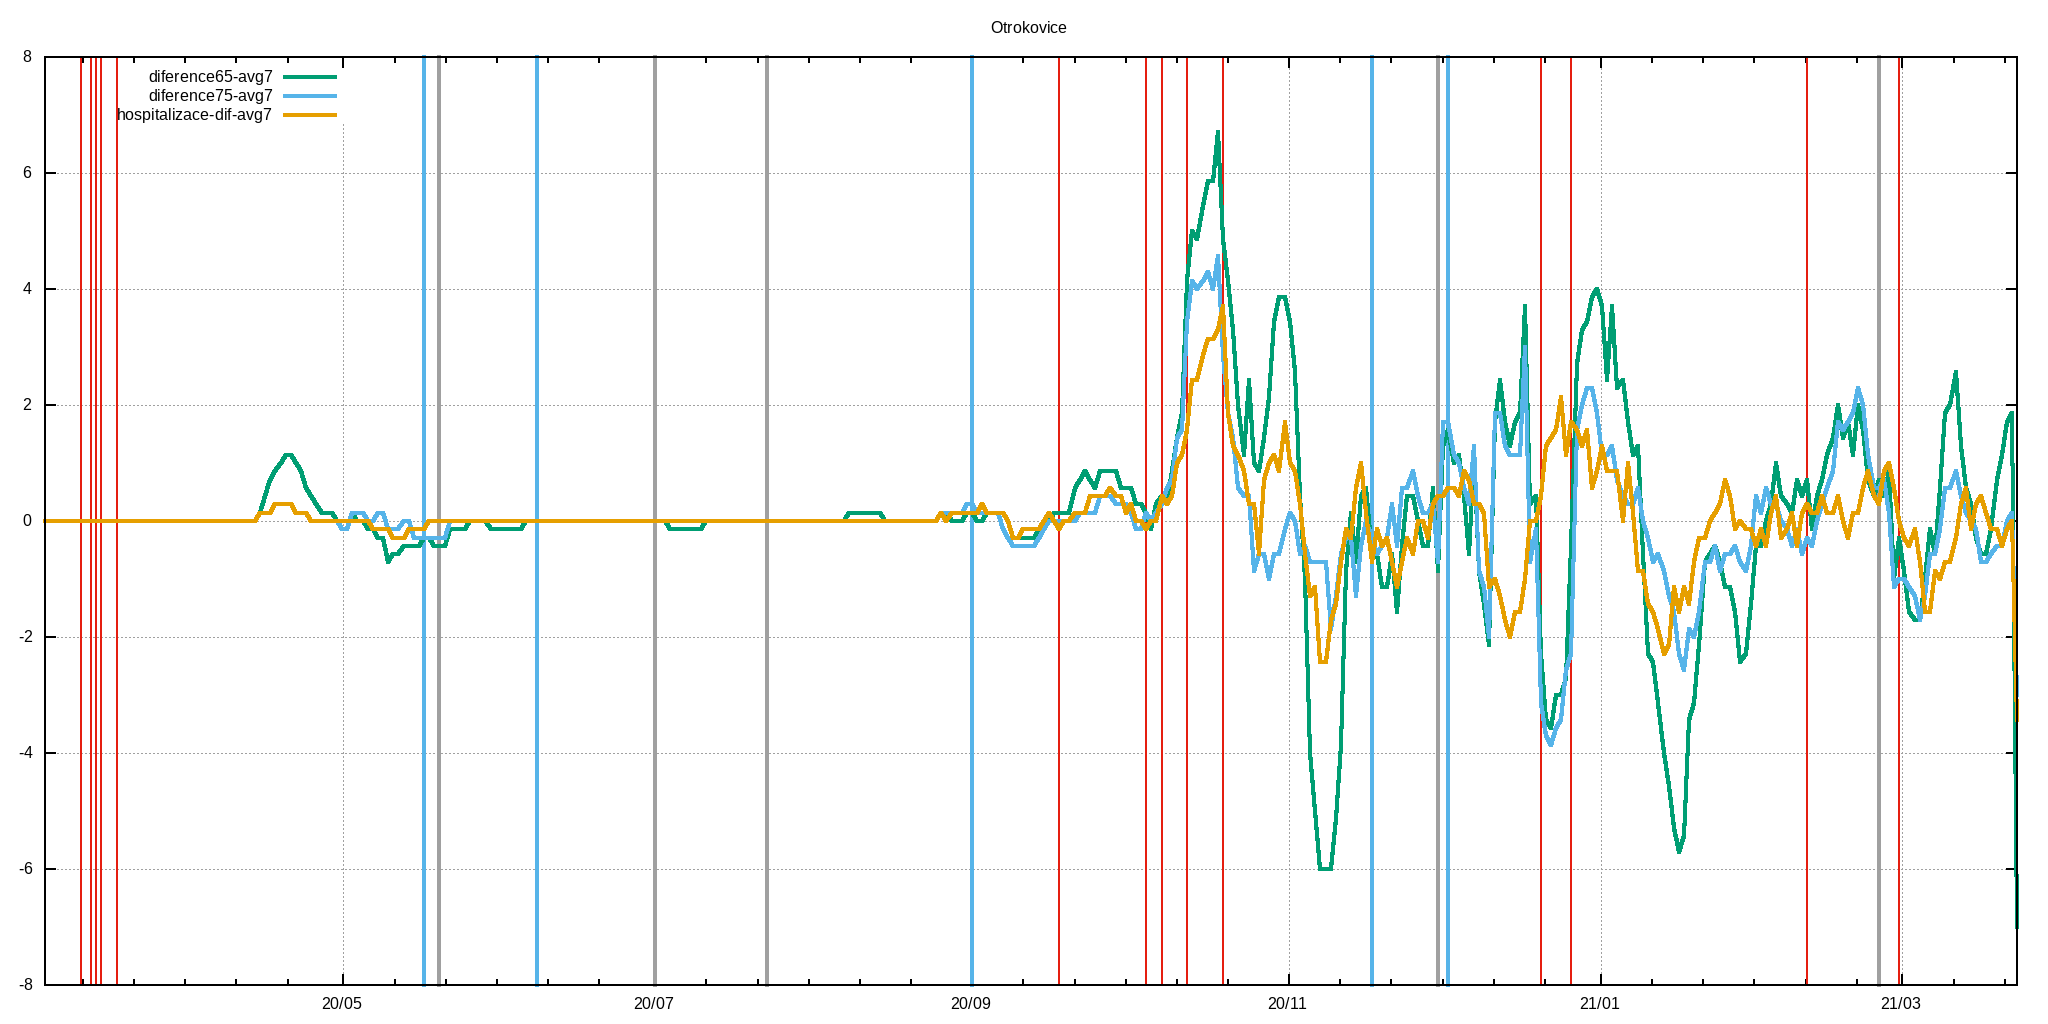 Otrokovice
diference65-avg7
diference75-avg7
hospitalizace-dif-avg7
8
6
4
2
0
-2
-4
-6
-8
20/05 20/07 20/09 20/11 21/01 21/03